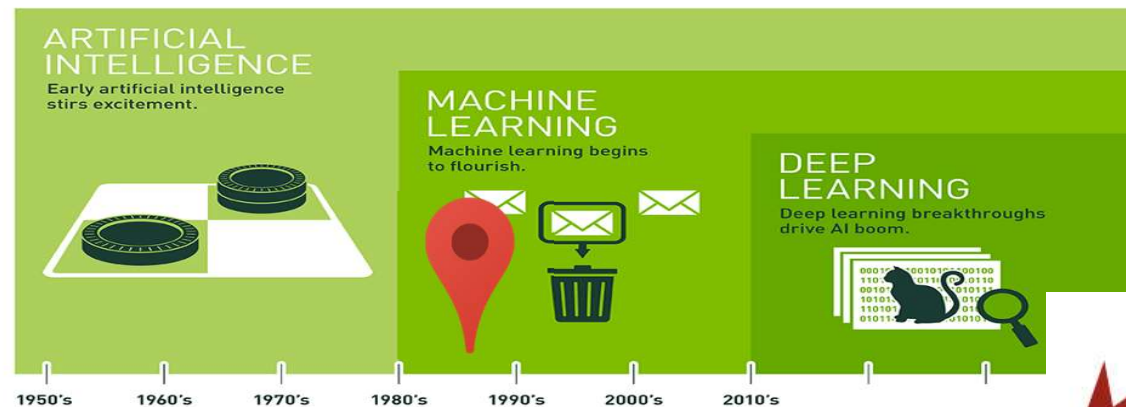 ARTIFICIAL
INTELLIGENCE
Early artificial intelligence
stirs excitement.
MACHINE
LEARNING
Machine learning begins
to flourish.
DEEP
LEARNING
Deep learning breakthroughs
drive AI boom.
1950's 1960's 1970's 1980's 1990's 2000's 2010's